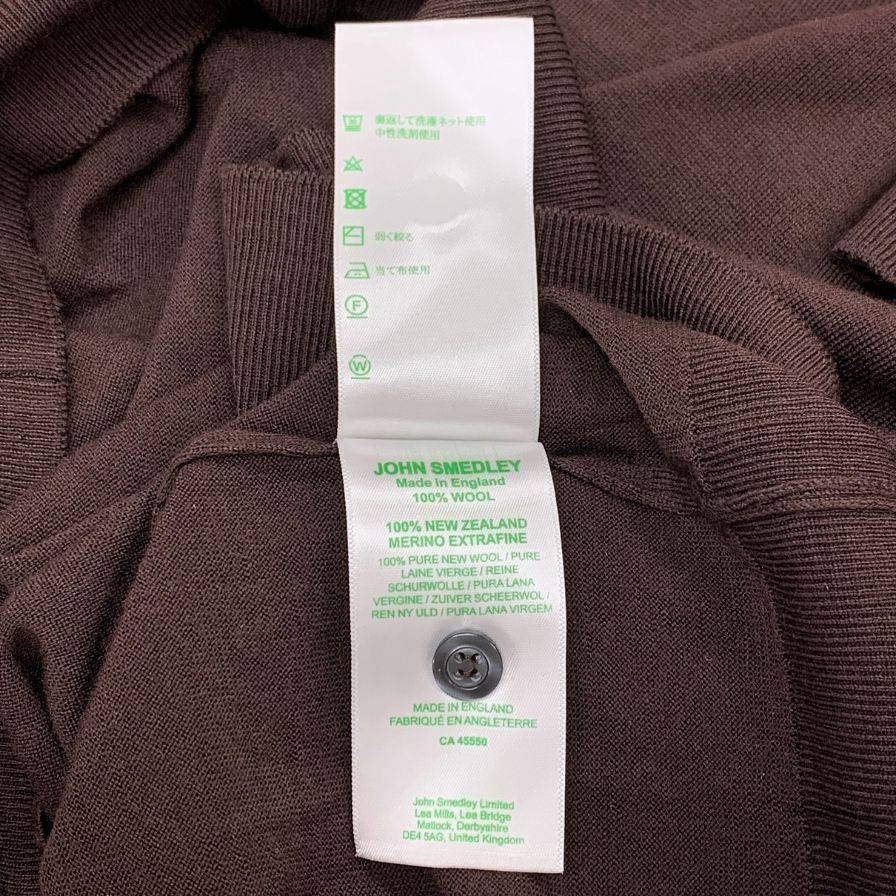 裏返して洗濯ネット使用
中性洗剤使用
弱く絞る
当て布使用
F
W
JOHN SMEDLEY
Made in England
100% WOOL
100% NEW ZEALAND
MERINO EXTRAFINE
100% PURE NEW WOOL / PURE
LAINE VIERGE / REINE
SCHURWOLLE / PURA LANA
VERGINE / ZUIVER SCHEERWOL /
REN NY ULD / PURA LANA VIRGEM
MADE IN ENGLAND
FABRIQUÉ EN ANGLETERRE
CA 45550
John Smedley Limited
Lea Mills, Lea Bridge
Matlock, Derbyshire
DE4 5AG, United Kingdom